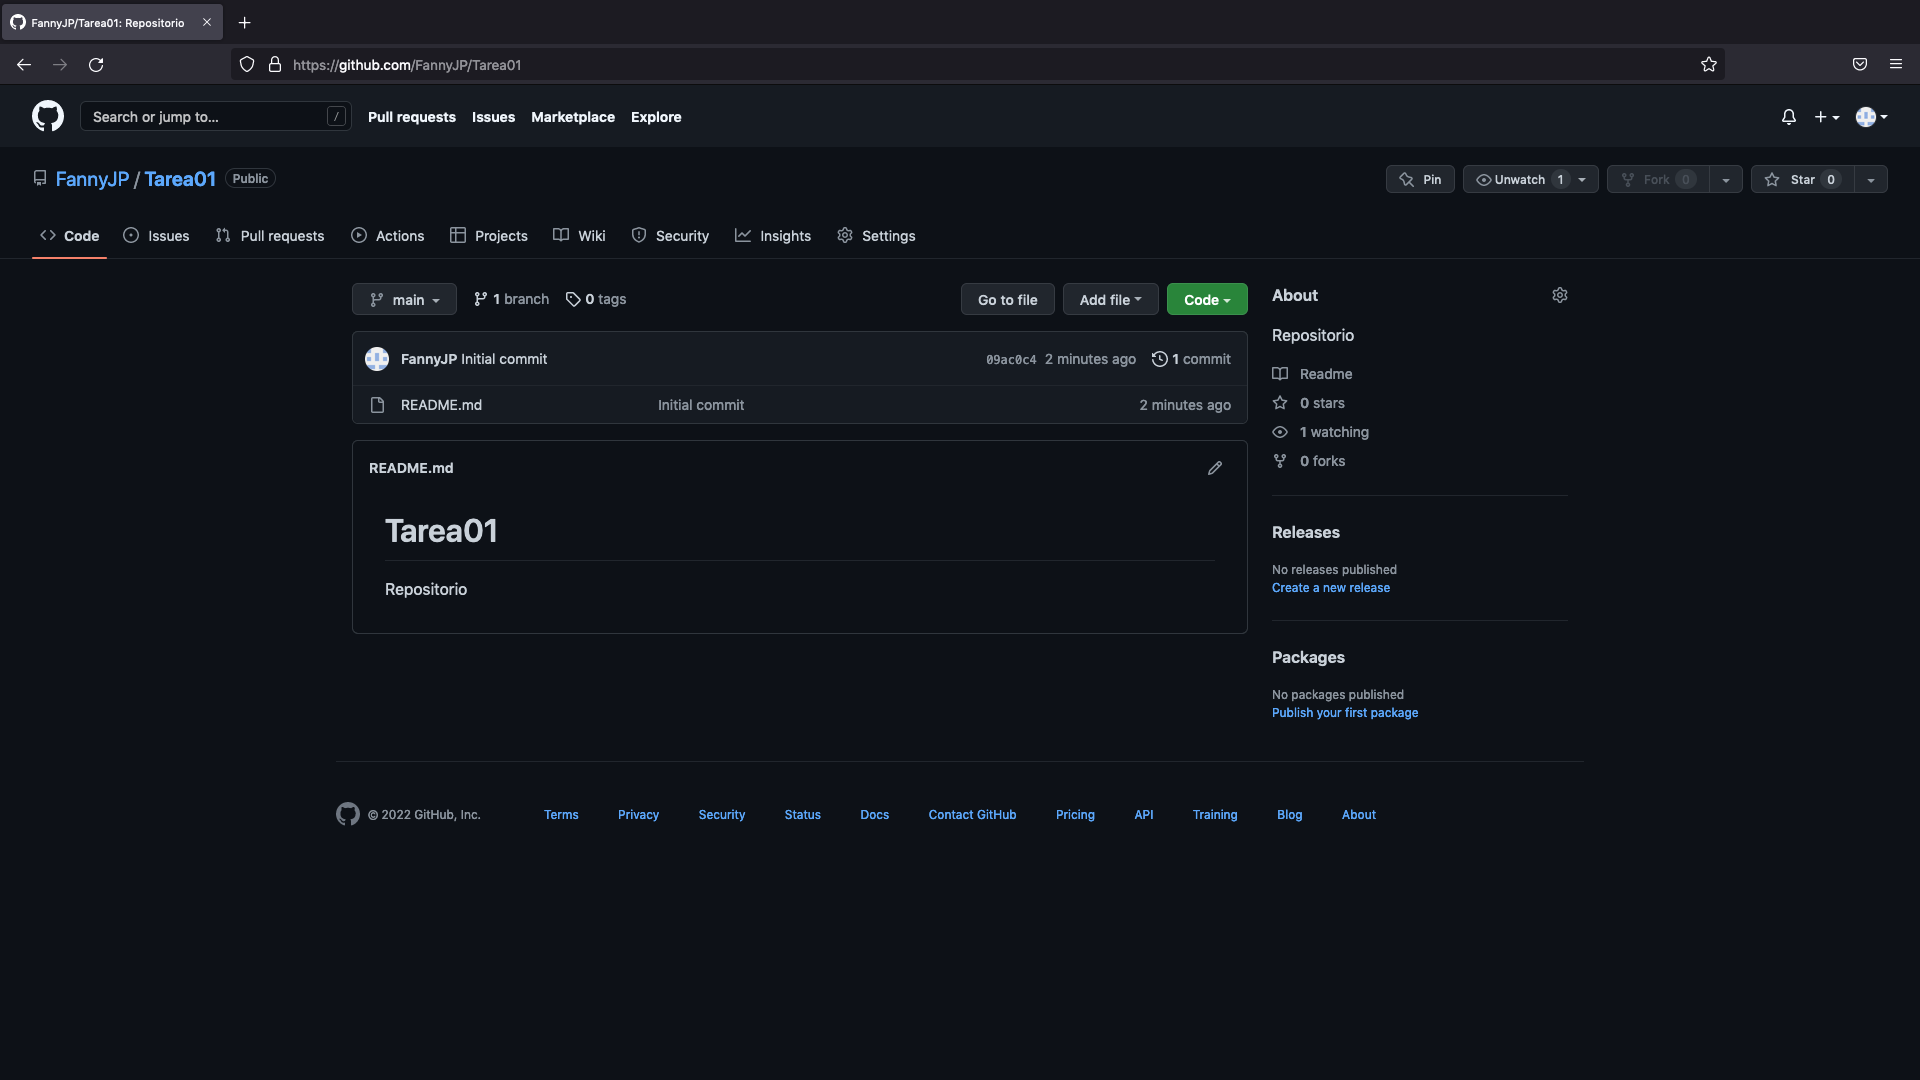 FannyJP/Tarea01: Repositorio
https://github.com/FannyJP/Tarea01
Search or jump to... /
Pull requests Issues Marketplace Explore
FannyJP / Tarea01 Public
Pin Unwatch 1 Fork 0 Star 0
Code Issues Pull requests Actions Projects Wiki Security Insights Settings
main 1 branch 0 tags Go to file Add file Code
FannyJP Initial commit 09ac0c4 2 minutes ago 1 commit
README.md Initial commit 2 minutes ago
README.md
Tarea01
Repositorio
About
Repositorio
Readme
0 stars
1 watching
0 forks
Releases
No releases published
Create a new release
Packages
No packages published
Publish your first package
© 2022 GitHub, Inc. Terms Privacy Security Status Docs Contact GitHub Pricing API Training Blog About